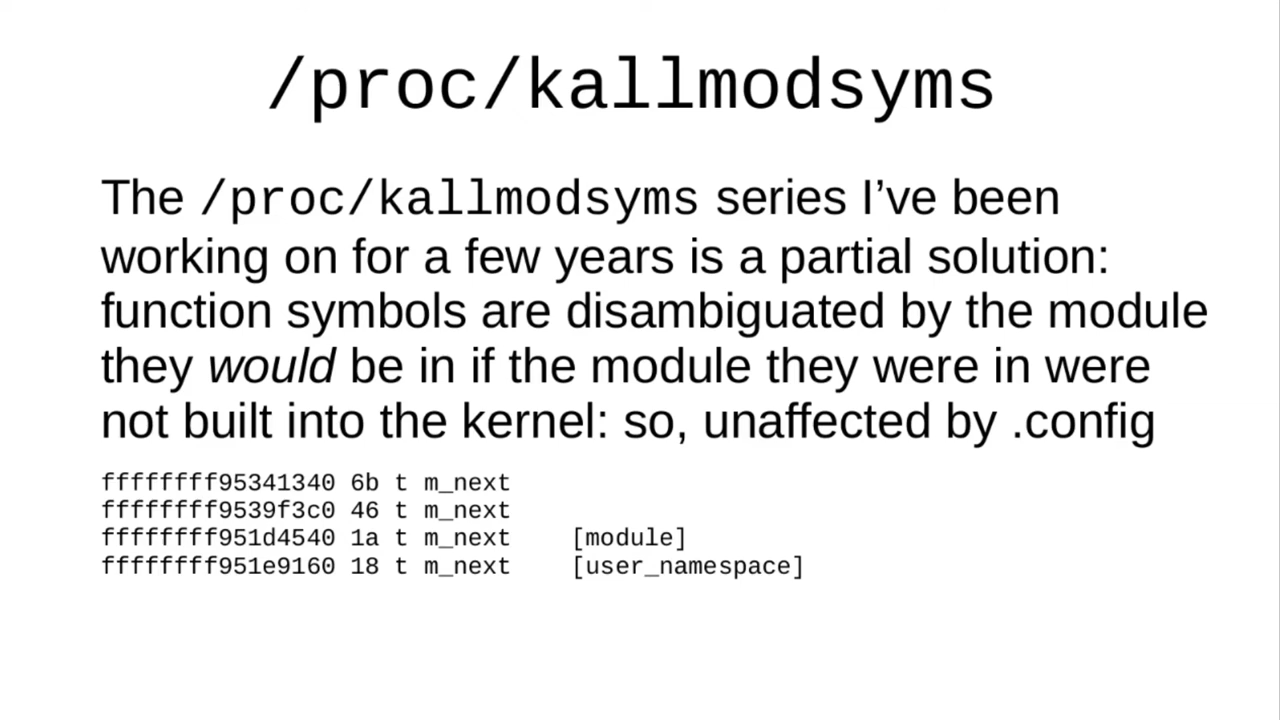 /proc/kallmodsyms
The /proc/kallmodsyms series I’ve been
working on for a few years is a partial solution:
function symbols are disambiguated by the module
they would be in if the module they were in were
not built into the kernel: so, unaffected by .config
ffffffff95341340 6b t m_next
ffffffff9539f3c0 46 t m_next
ffffffff951d4540 1a t m_next    [module]
ffffffff951e9160 18 t m_next    [user_namespace]